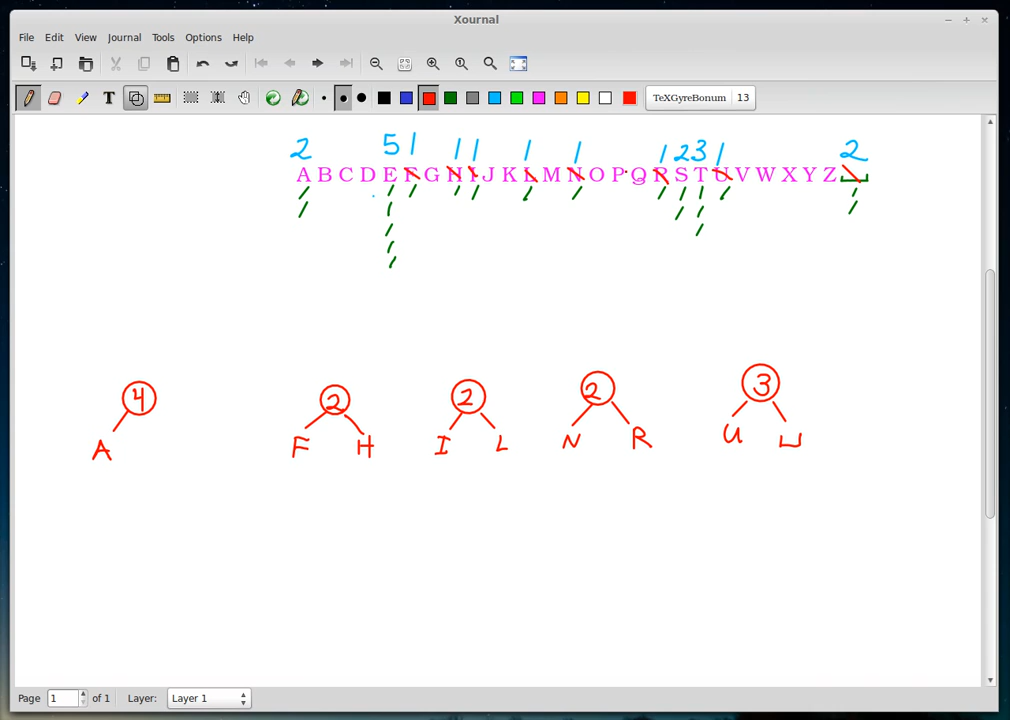 Xournal
File Edit View Journal Tools Options Help
TeXGyreBonum 13
2 5 1 1 1 1 1 1 2 3 1 2
A B C D E F G H I J K L M N O P Q R S T U V W X Y Z ␣
4 2 2 2 3
A F H I L N R U ␣
Page 1 of 1 Layer: Layer 1